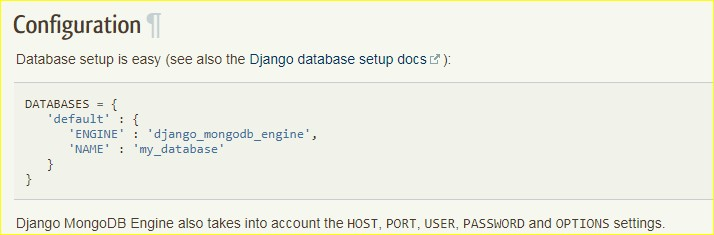 Configuration ¶
Database setup is easy (see also the Django database setup docs ):
DATABASES = {
   'default' : {
      'ENGINE' : 'django_mongodb_engine',
      'NAME' : 'my_database'
   }
}
Django MongoDB Engine also takes into account the HOST, PORT, USER, PASSWORD and OPTIONS settings.